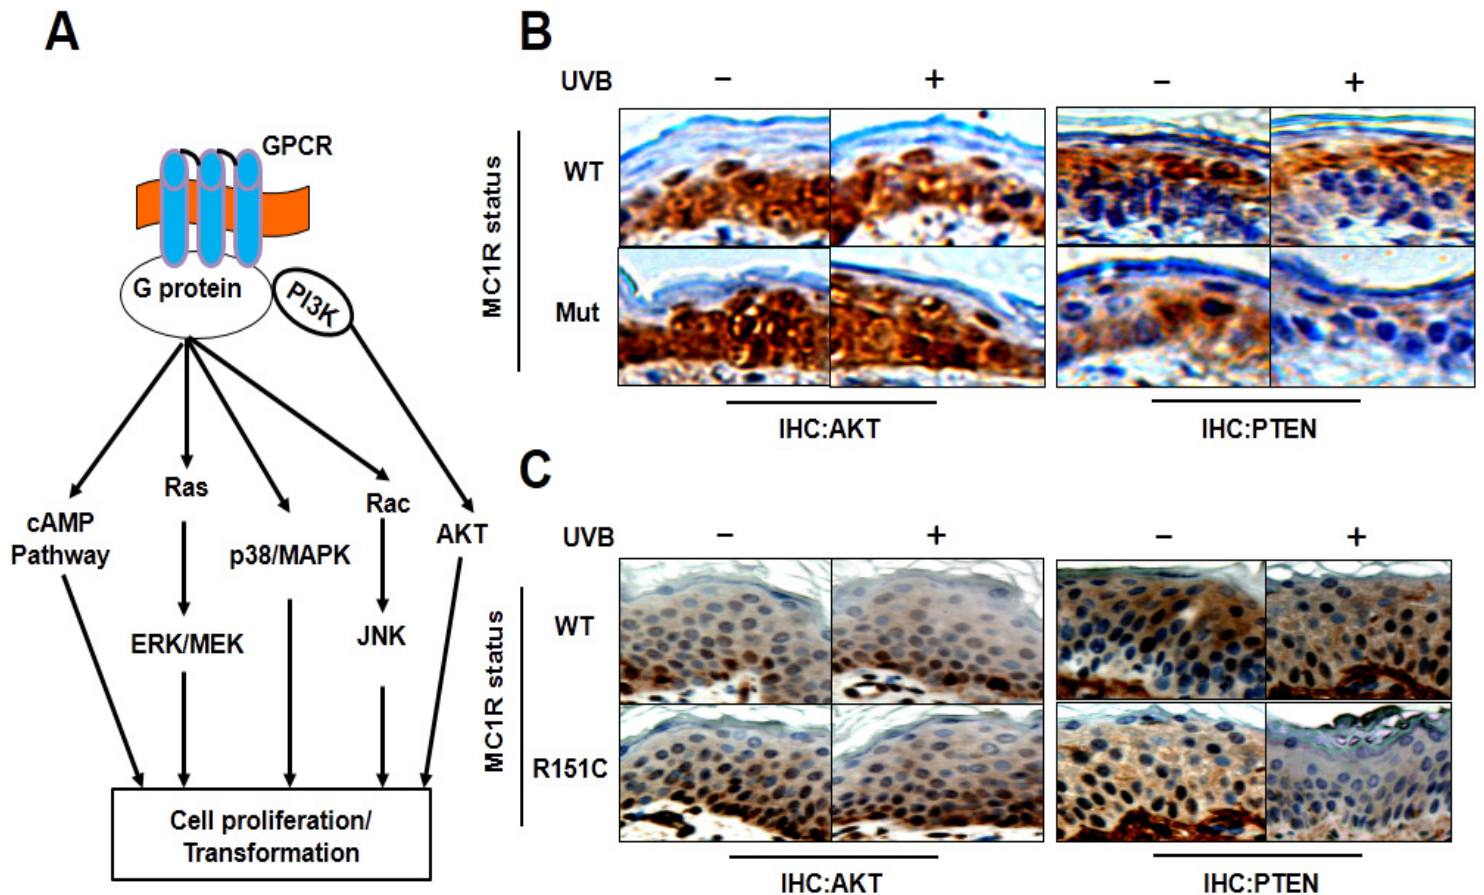 A
GPCR
G protein
PI3K
Ras
Rac
cAMP
Pathway
p38/MAPK
AKT
ERK/MEK
JNK
Cell proliferation/
Transformation
B
UVB − + − +
MC1R status
WT
Mut
IHC:AKT IHC:PTEN
C
UVB − + − +
MC1R status
WT
R151C
IHC:AKT IHC:PTEN